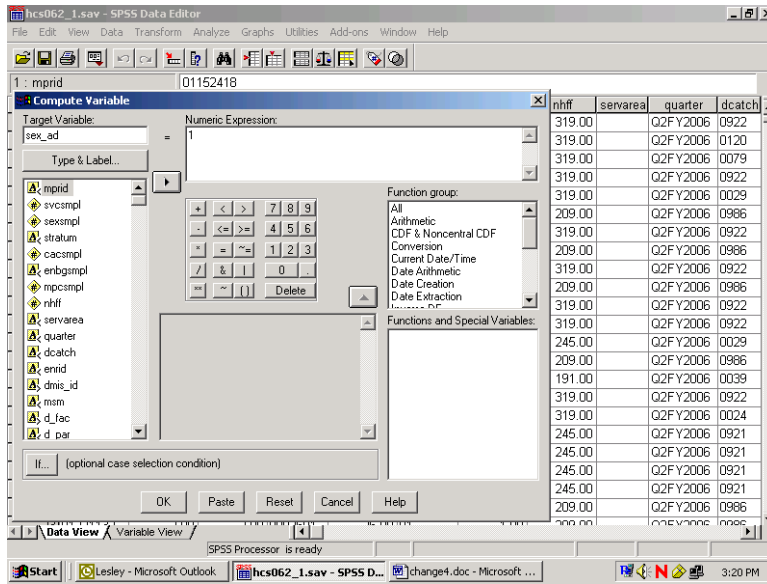 hcs062_1.sav - SPSS Data Editor
File Edit View Data Transform Analyze Graphs Utilities Add-ons Window Help
1 : mprid 01152418
Compute Variable
Target Variable:
sex_ad
=
Numeric Expression:
1
Type & Label...
mprid
svcsmpl
sexsmpl
stratum
cacsmpl
enbgsmpl
mpcsmpl
nhff
servarea
quarter
dcatch
enrid
dmis_id
msm
d_fac
d_par
+ < > 7 8 9
- <= >= 4 5 6
* = ~= 1 2 3
/ & | 0 .
** ~ () Delete
Function group:
All
Arithmetic
CDF & Noncentral CDF
Conversion
Current Date/Time
Date Arithmetic
Date Creation
Date Extraction
Functions and Special Variables:
If... (optional case selection condition)
OK Paste Reset Cancel Help
nhff servarea quarter dcatch
319.00 Q2FY2006 0922
319.00 Q2FY2006 0120
319.00 Q2FY2006 0079
319.00 Q2FY2006 0922
319.00 Q2FY2006 0029
209.00 Q2FY2006 0986
319.00 Q2FY2006 0922
209.00 Q2FY2006 0986
319.00 Q2FY2006 0922
209.00 Q2FY2006 0986
319.00 Q2FY2006 0922
319.00 Q2FY2006 0922
245.00 Q2FY2006 0029
209.00 Q2FY2006 0986
191.00 Q2FY2006 0039
319.00 Q2FY2006 0922
319.00 Q2FY2006 0024
245.00 Q2FY2006 0921
245.00 Q2FY2006 0921
245.00 Q2FY2006 0921
245.00 Q2FY2006 0921
209.00 Q2FY2006 0986
Data View Variable View
SPSS Processor is ready
Start Lesley - Microsoft Outlook hcs062_1.sav - SPSS D... change4.doc - Microsoft ... 3:20 PM